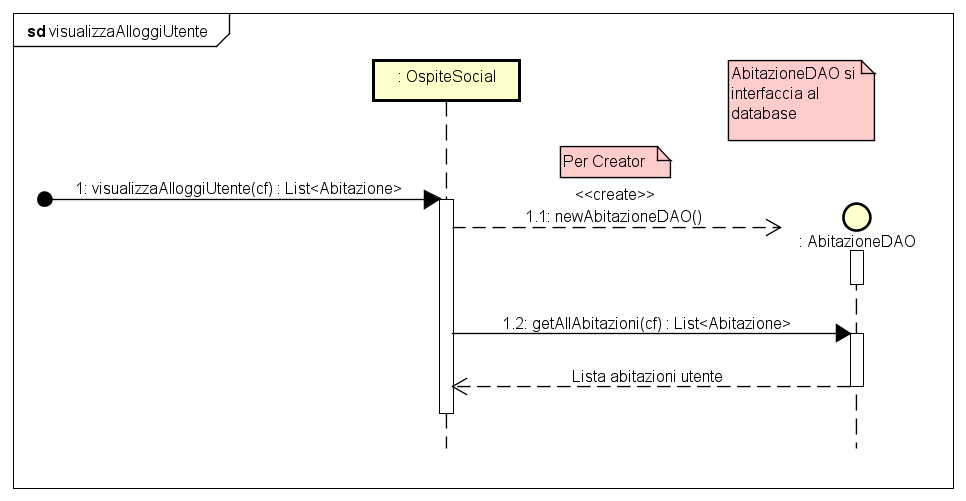 sd visualizzaAlloggiUtente
: OspiteSocial
AbitazioneDAO si
interfaccia al
database
Per Creator
1: visualizzaAlloggiUtente(cf) : List<Abitazione>
<<create>>
1.1: newAbitazioneDAO()
: AbitazioneDAO
1.2: getAllAbitazioni(cf) : List<Abitazione>
Lista abitazioni utente